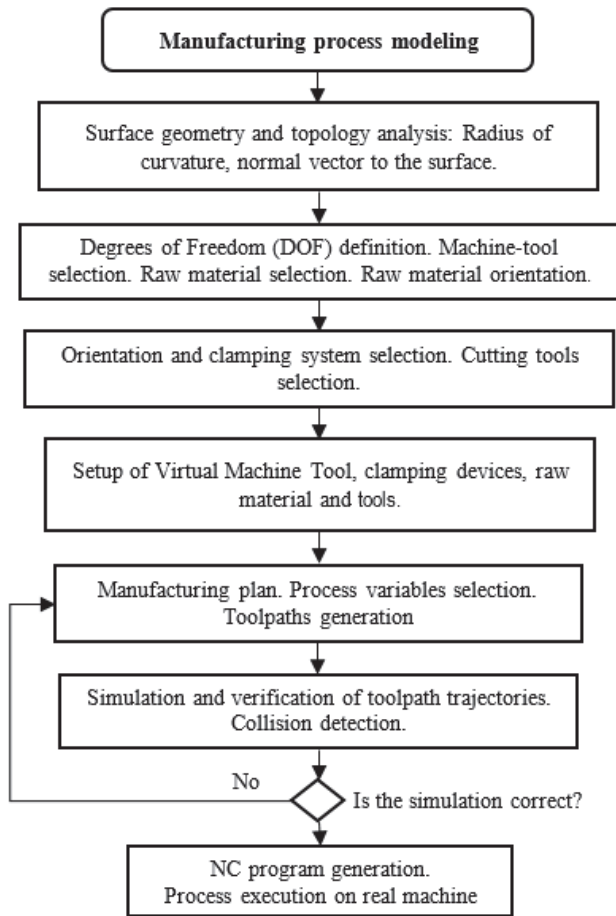 Manufacturing process modeling
Surface geometry and topology analysis: Radius of
curvature, normal vector to the surface.
Degrees of Freedom (DOF) definition. Machine-tool
selection. Raw material selection. Raw material orientation.
Orientation and clamping system selection. Cutting tools
selection.
Setup of Virtual Machine Tool, clamping devices, raw
material and tools.
Manufacturing plan. Process variables selection.
Toolpaths generation
Simulation and verification of toolpath trajectories.
Collision detection.
No
Is the simulation correct?
NC program generation.
Process execution on real machine